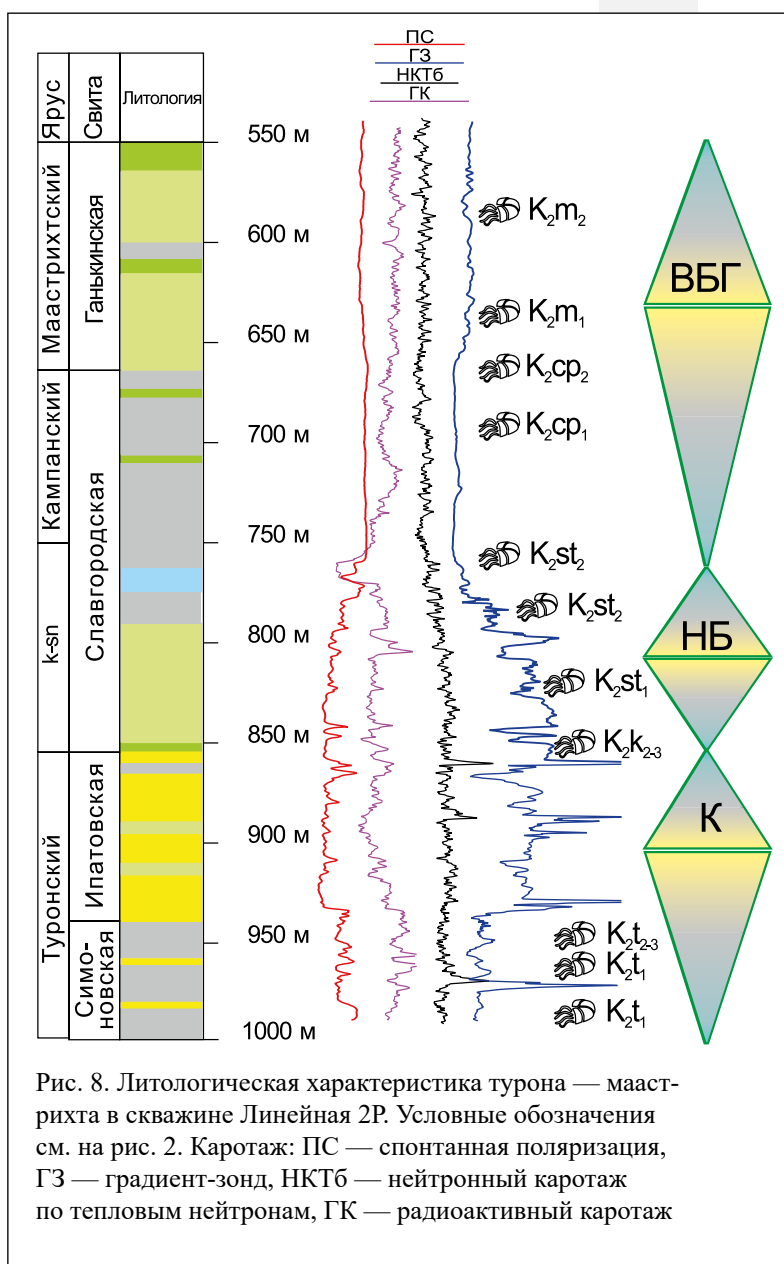 ПС
ГЗ
НКТб
ГК
Ярус
Свита
Литология
550 м
600 м
650 м
700 м
750 м
800 м
850 м
900 м
950 м
1000 м
Маастрихтский
Кампанский
k-sn
Туронский
Ганькинская
Славгородская
Ипатовская
Симо-
новская
K₂m₂
K₂m₁
K₂cp₂
K₂cp₁
K₂st₂
K₂st₂
K₂st₁
K₂k₂₋₃
K₂t₂₋₃
K₂t₁
K₂t₁
ВБГ
НБ
К
Рис. 8. Литологическая характеристика турона — мааст-
рихта в скважине Линейная 2Р. Условные обозначения
см. на рис. 2. Каротаж: ПС — спонтанная поляризация,
ГЗ — градиент-зонд, НКТб — нейтронный каротаж
по тепловым нейтронам, ГК — радиоактивный каротаж